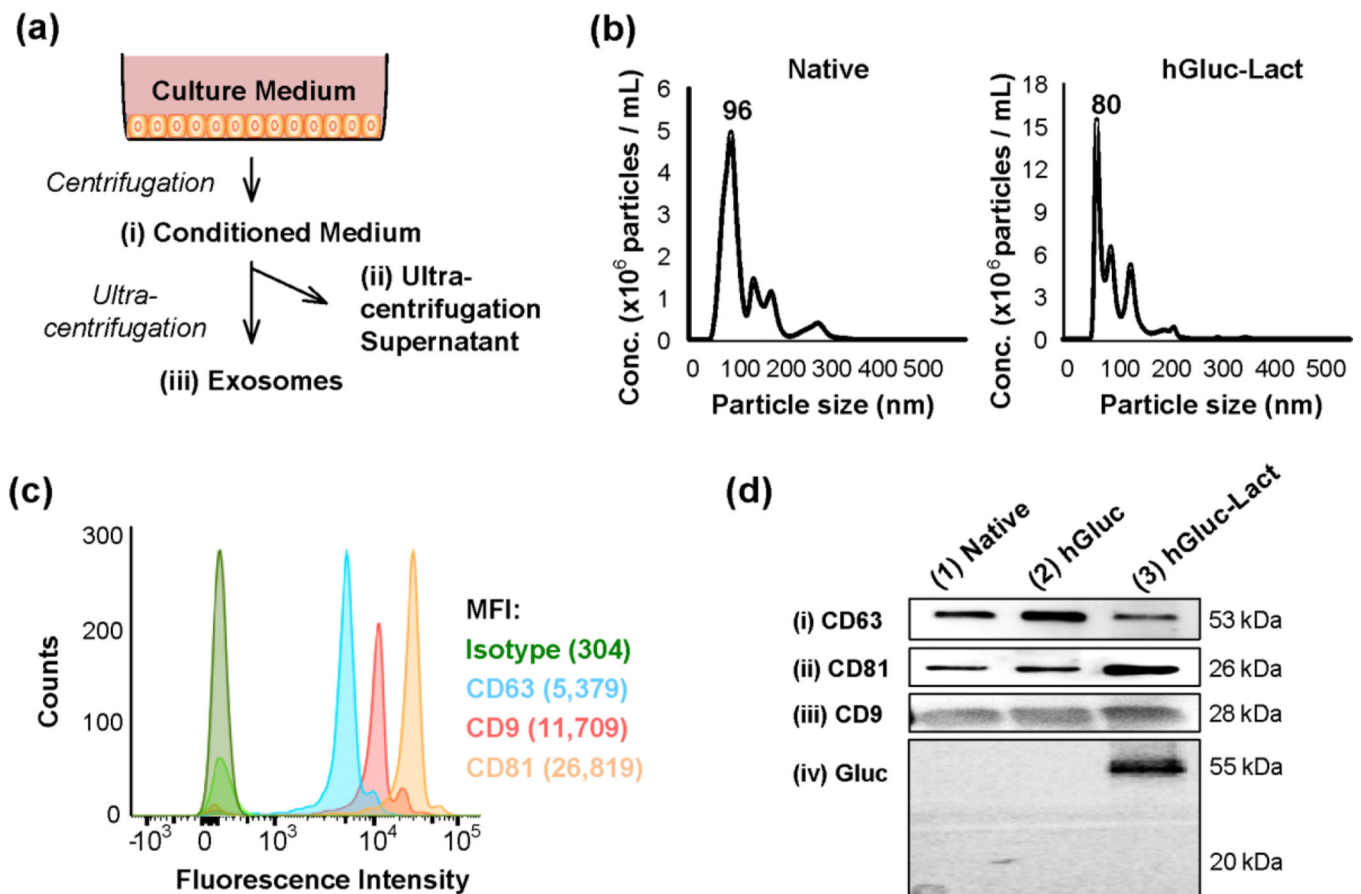 (a)
Culture Medium
Centrifugation
(i) Conditioned Medium
Ultra-
centrifugation
(ii) Ultra-
centrifugation
Supernatant
(iii) Exosomes
(b)
Native
Conc. (x10⁶ particles / mL)
6
5
4
3
2
1
0
96
0 100 200 300 400 500
Particle size (nm)
hGluc-Lact
Conc. (x10⁶ particles / mL)
18
15
12
9
6
3
0
80
0 100 200 300 400 500
Particle size (nm)
(c)
Counts
300
200
100
0
-10³ 0 10³ 10⁴ 10⁵
Fluorescence Intensity
MFI:
Isotype (304)
CD63 (5,379)
CD9 (11,709)
CD81 (26,819)
(d)
(1) Native
(2) hGluc
(3) hGluc-Lact
(i) CD63 53 kDa
(ii) CD81 26 kDa
(iii) CD9 28 kDa
(iv) Gluc 55 kDa
20 kDa